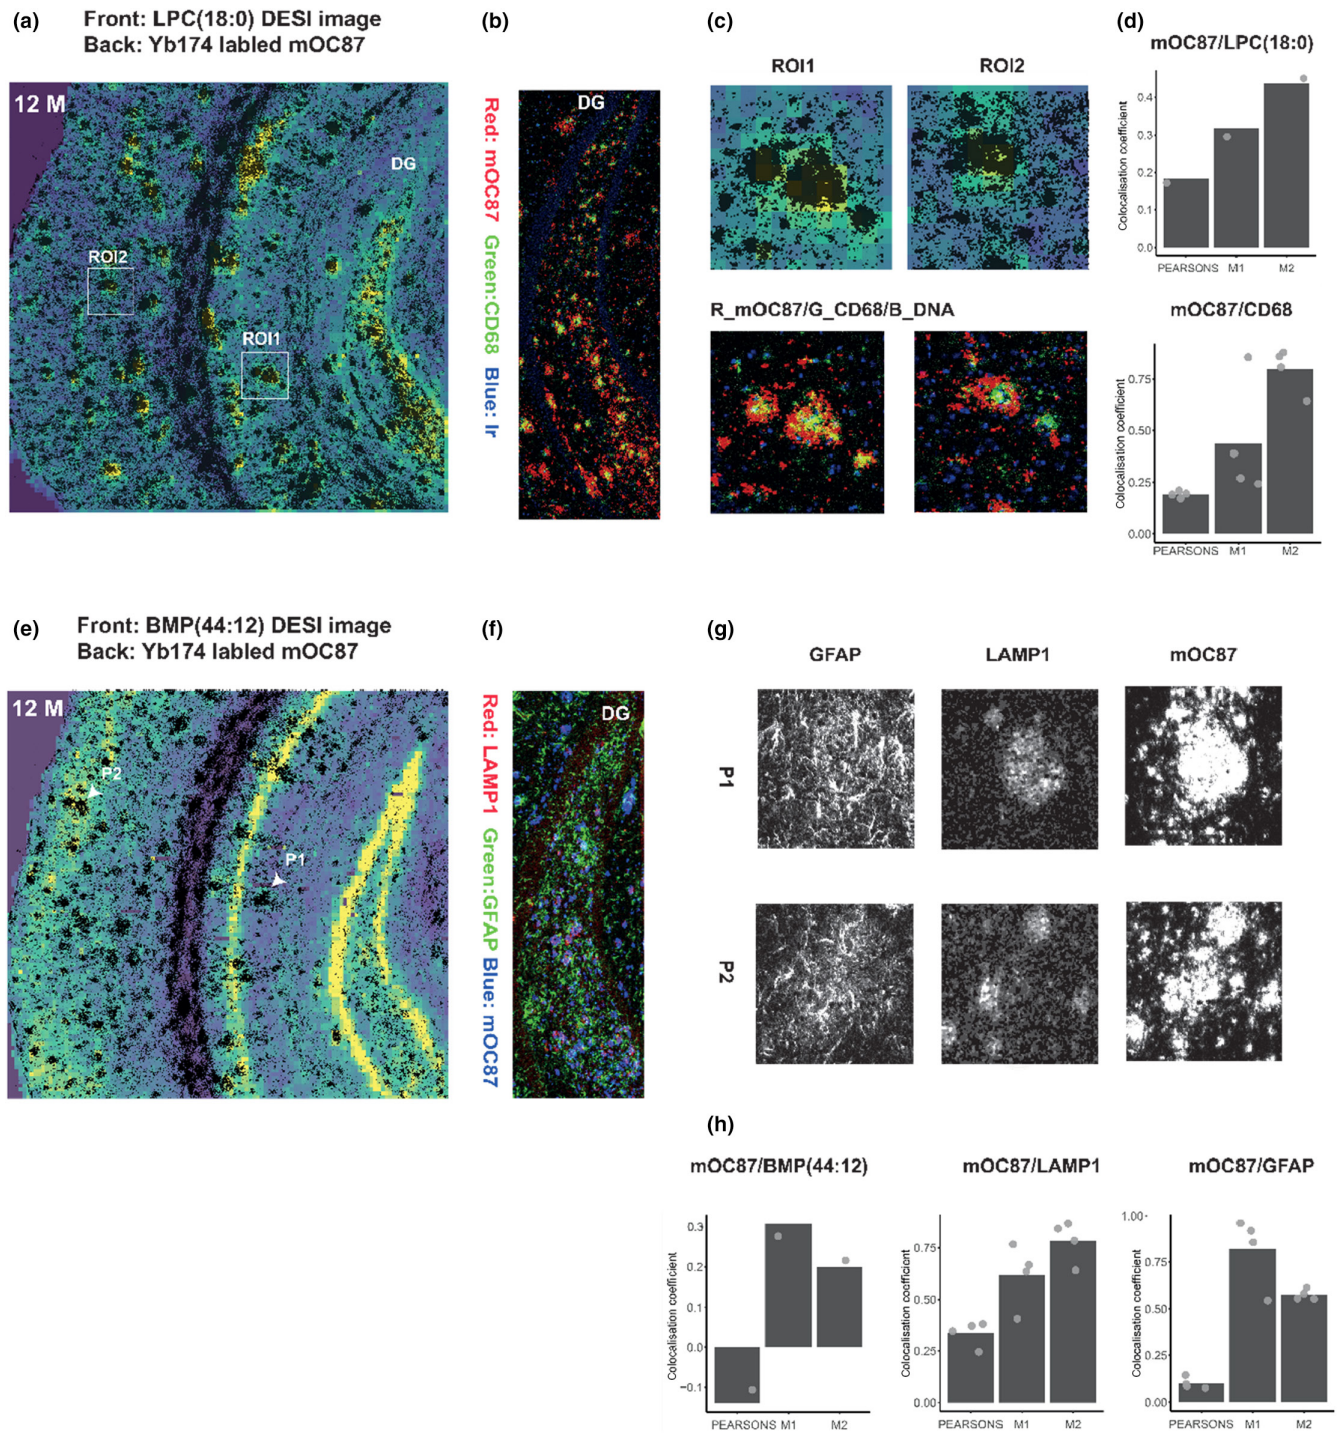 (a)
Front: LPC(18:0) DESI image
Back: Yb174 labled mOC87
12 M
DG
ROI2
ROI1
(b)
Red: mOC87 Green:CD68 Blue: Ir
DG
(c)
ROI1
ROI2
R_mOC87/G_CD68/B_DNA
(d)
mOC87/LPC(18:0)
Colocalisation coefficient
0.4
0.3
0.2
0.1
0.0
PEARSONS M1 M2
mOC87/CD68
Colocalisation coefficient
0.75
0.50
0.25
0.00
PEARSONS M1 M2
(e)
Front: BMP(44:12) DESI image
Back: Yb174 labled mOC87
12 M
P2
P1
(f)
Red: LAMP1 Green:GFAP Blue: mOC87
DG
(g)
GFAP
LAMP1
mOC87
P1
P2
(h)
mOC87/BMP(44:12)
Colocalisation coefficient
0.3
0.2
0.1
0.0
−0.1
PEARSONS M1 M2
mOC87/LAMP1
Colocalisation coefficient
0.75
0.50
0.25
0.00
PEARSONS M1 M2
mOC87/GFAP
Colocalisation coefficient
1.00
0.75
0.50
0.25
0.00
PEARSONS M1 M2